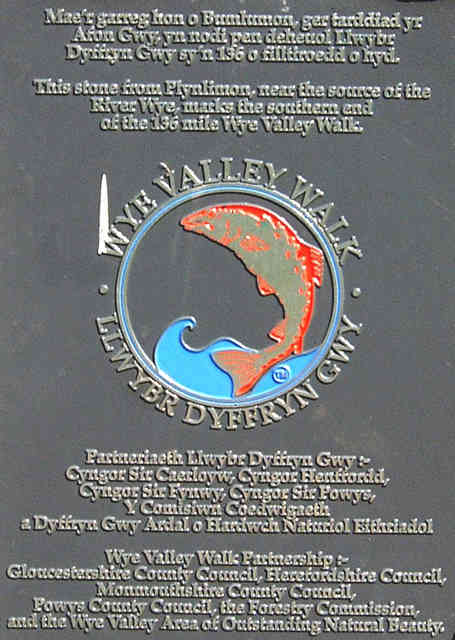 Mae'r garreg hon o Bumlumon, ger tarddiad yr
Afon Gwy, yn nodi pen deheuol Llwybr
Dyffryn Gwy sy'n 136 o filltiroedd o hyd.
This stone from Plynlimon, near the source of the
River Wye, marks the southern end
of the 136 mile Wye Valley Walk.
WYE VALLEY WALK
LLWYBR DYFFRYN GWY
TM
Partneriaeth Llwybr Dyffryn Gwy :-
Cyngor Sir Caerloyw, Cyngor Henffordd,
Cyngor Sir Fynwy, Cyngor Sir Powys,
Y Comisiwn Coedwigaeth
a Dyffryn Gwy Ardal o Harddwch Naturiol Eithriadol
Wye Valley Walk Partnership :-
Gloucestershire County Council, Herefordshire Council,
Monmouthshire County Council,
Powys County Council, the Forestry Commission,
and the Wye Valley Area of Outstanding Natural Beauty.